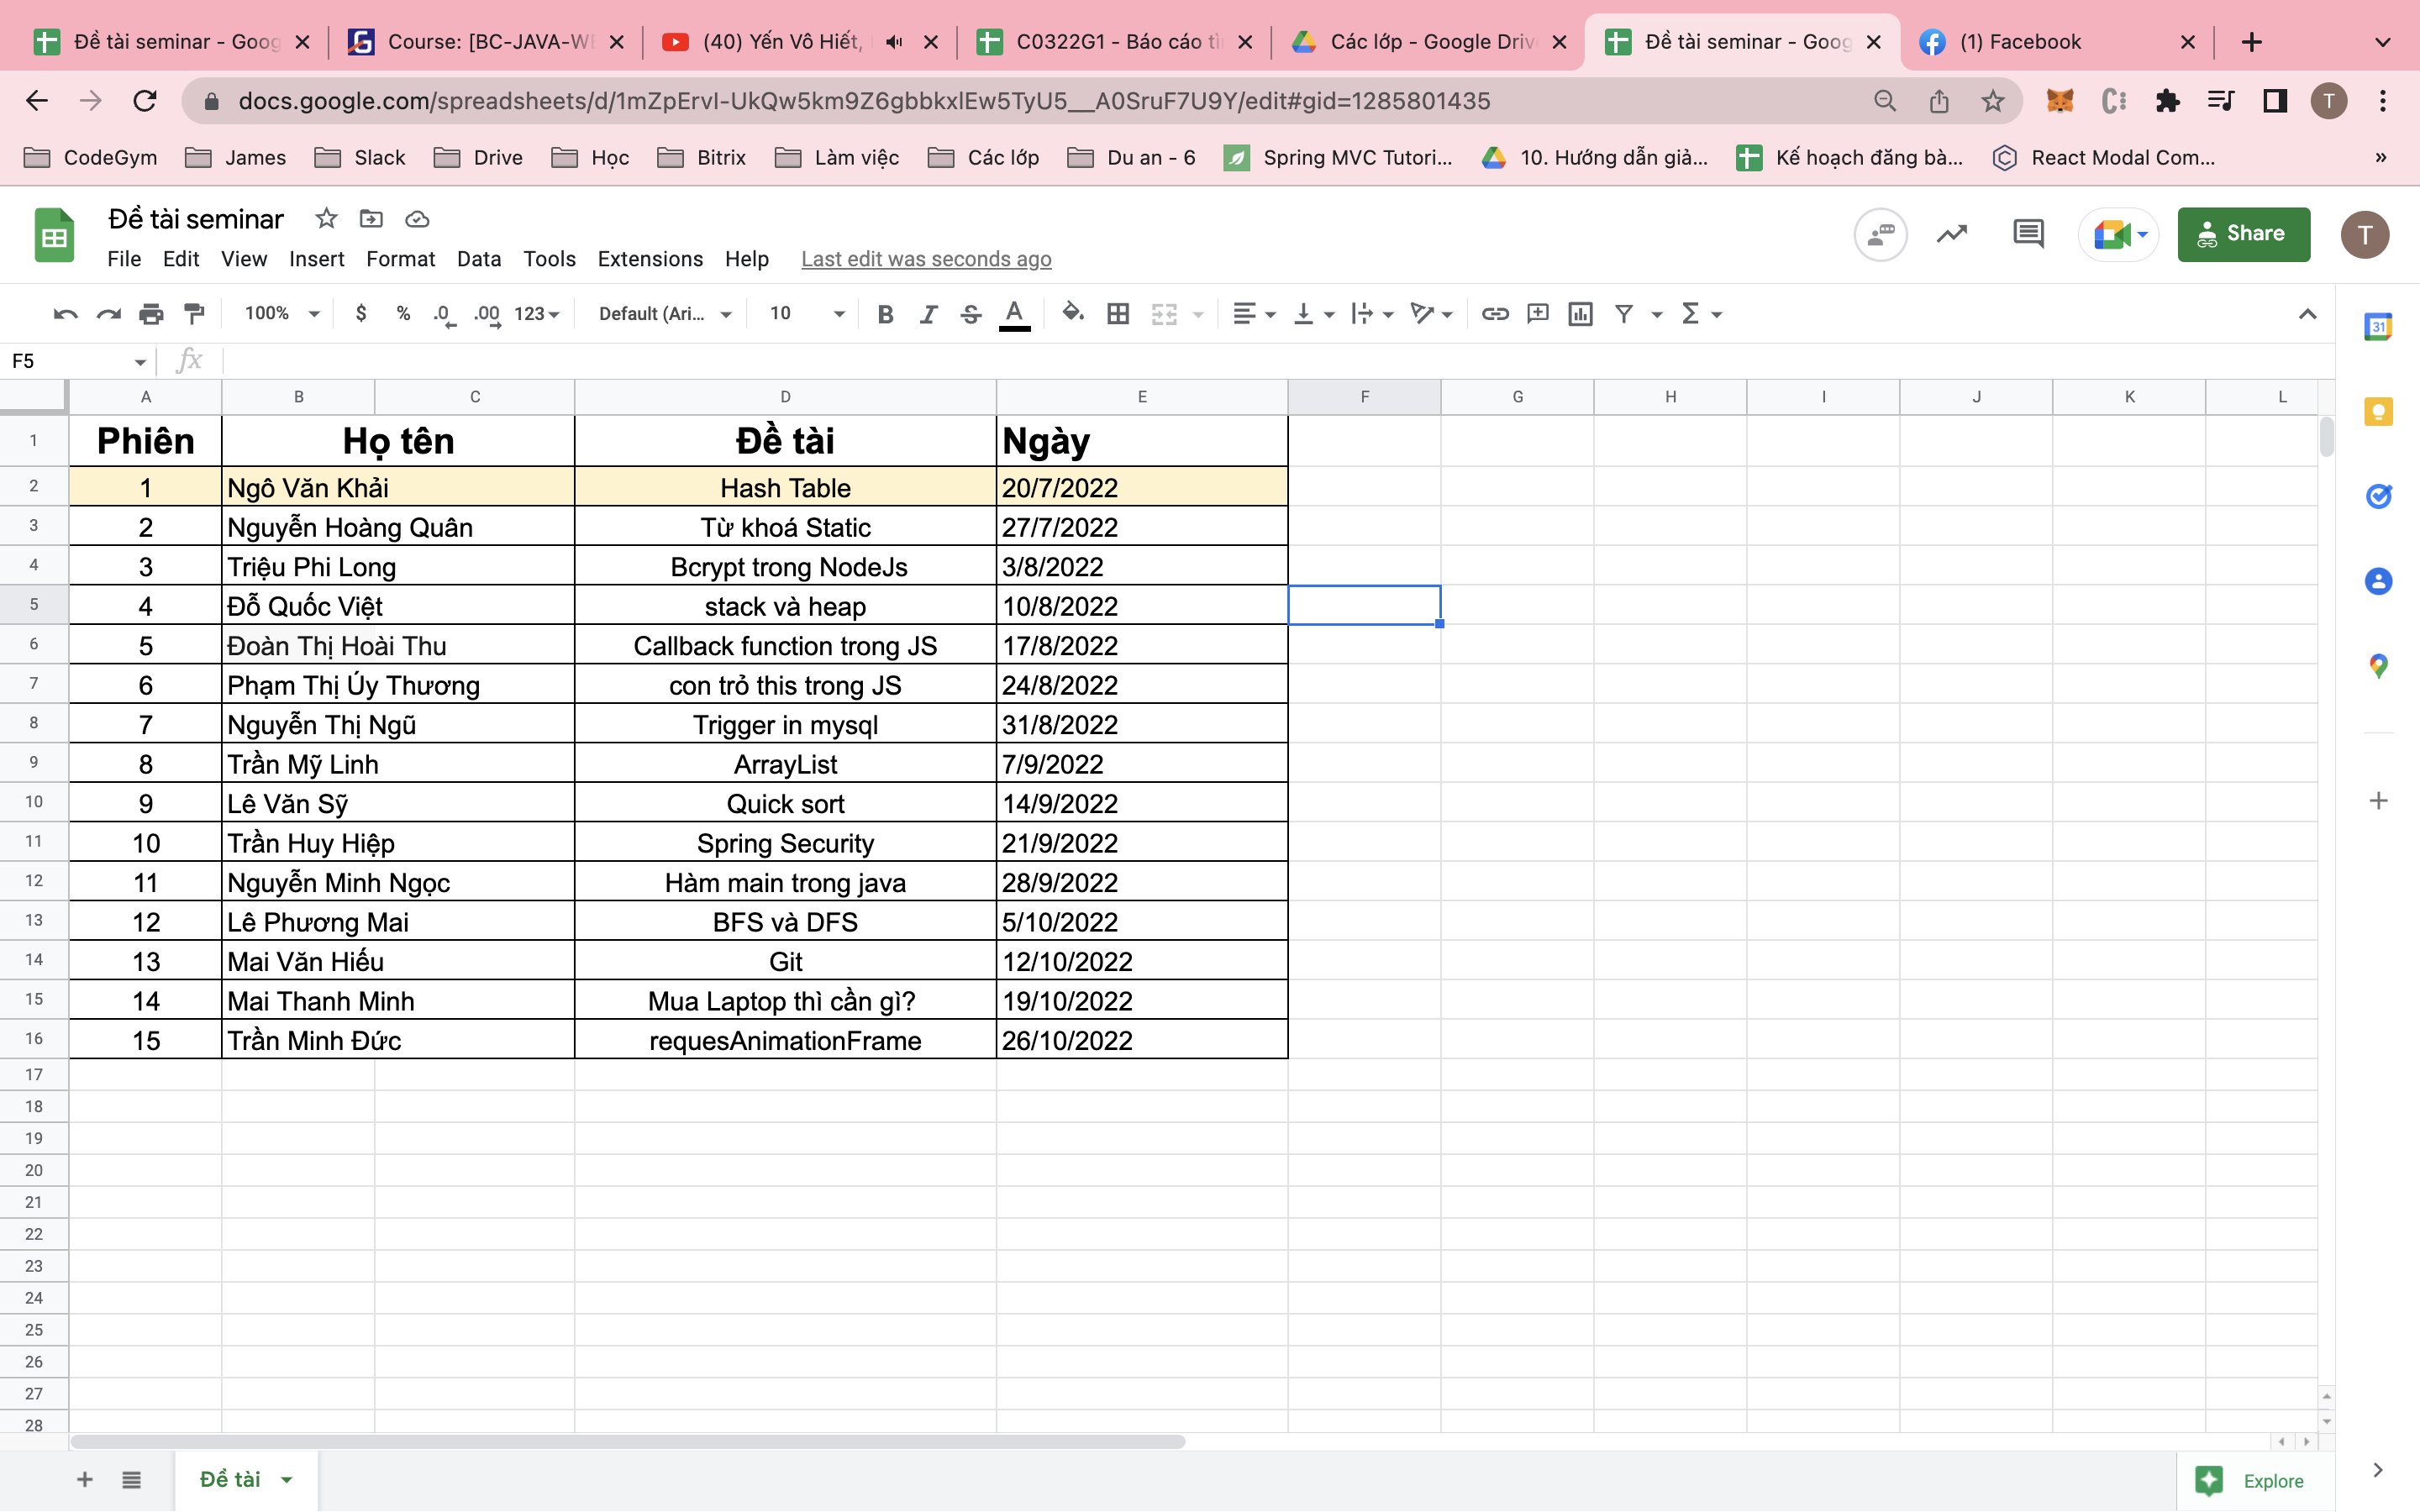 Đề tài seminar - Goog
Course: [BC-JAVA-WE
(40) Yến Vô Hiết,
C0322G1 - Báo cáo tì
Các lớp - Google Driv
Đề tài seminar - Goog
(1) Facebook
docs.google.com/spreadsheets/d/1mZpErvI-UkQw5km9Z6gbbkxlEw5TyU5__A0SruF7U9Y/edit#gid=1285801435
T
CodeGym James Slack Drive Học Bitrix Làm việc Các lớp Du an - 6 Spring MVC Tutori... 10. Hướng dẫn giả... Kế hoạch đăng bà... React Modal Com... »
Đề tài seminar
File Edit View Insert Format Data Tools Extensions Help Last edit was seconds ago
Share
T
100% $ % .0 .00 123 Default (Ari... 10 B I S A Σ
31
F5 fx
A B C D E F G H I J K L
1 Phiên Họ tên Đề tài Ngày
2 1 Ngô Văn Khải Hash Table 20/7/2022
3 2 Nguyễn Hoàng Quân Từ khoá Static 27/7/2022
4 3 Triệu Phi Long Bcrypt trong NodeJs 3/8/2022
5 4 Đỗ Quốc Việt stack và heap 10/8/2022
6 5 Đoàn Thị Hoài Thu Callback function trong JS 17/8/2022
7 6 Phạm Thị Úy Thương con trỏ this trong JS 24/8/2022
8 7 Nguyễn Thị Ngũ Trigger in mysql 31/8/2022
9 8 Trần Mỹ Linh ArrayList 7/9/2022
10 9 Lê Văn Sỹ Quick sort 14/9/2022
11 10 Trần Huy Hiệp Spring Security 21/9/2022
12 11 Nguyễn Minh Ngọc Hàm main trong java 28/9/2022
13 12 Lê Phương Mai BFS và DFS 5/10/2022
14 13 Mai Văn Hiếu Git 12/10/2022
15 14 Mai Thanh Minh Mua Laptop thì cần gì? 19/10/2022
16 15 Trần Minh Đức requesAnimationFrame 26/10/2022
17
18
19
20
21
22
23
24
25
26
27
28
Đề tài
Explore